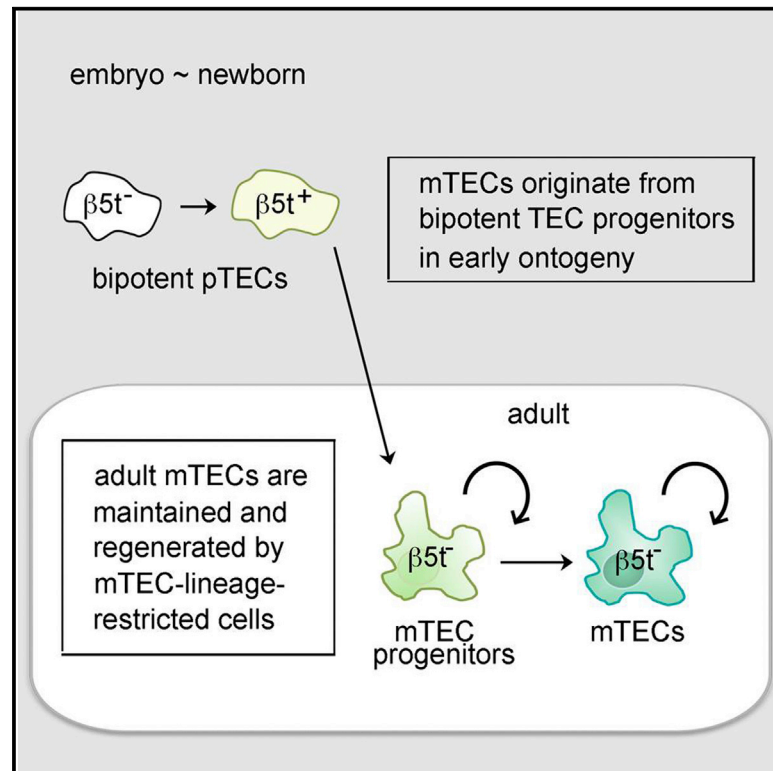 embryo ~ newborn
β5t⁻
β5t⁺
bipotent pTECs
mTECs originate from
bipotent TEC progenitors
in early ontogeny
adult
adult mTECs are
maintained and
regenerated by
mTEC-lineage-
restricted cells
β5t⁻
β5t⁻
mTEC
progenitors
mTECs